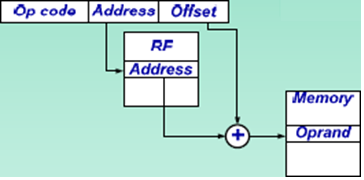 Op code Address Offset
RF
Address
Memory
Oprand
+